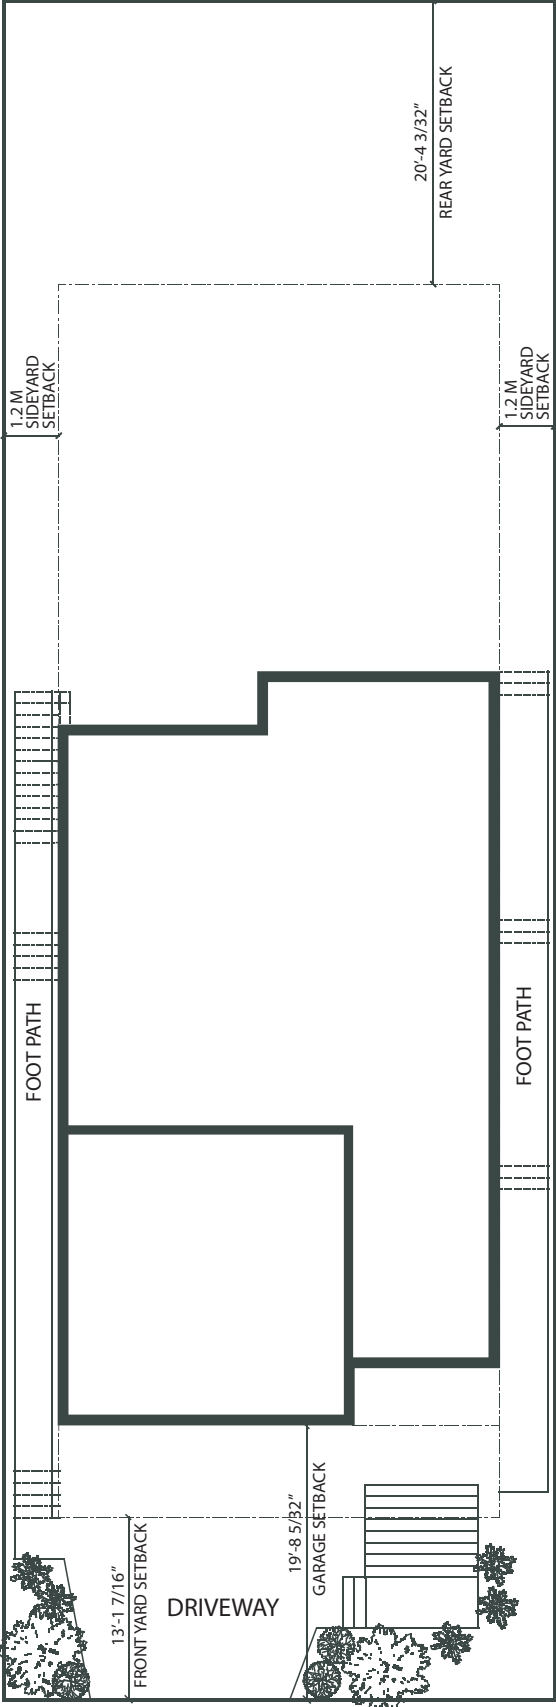 20'-4 3/32"
REAR YARD SETBACK
1.2 M
SIDEYARD
SETBACK
1.2 M
SIDEYARD
SETBACK
FOOT PATH
FOOT PATH
19'-8 5/32"
GARAGE SETBACK
13'-1 7/16"
FRONT YARD SETBACK
DRIVEWAY